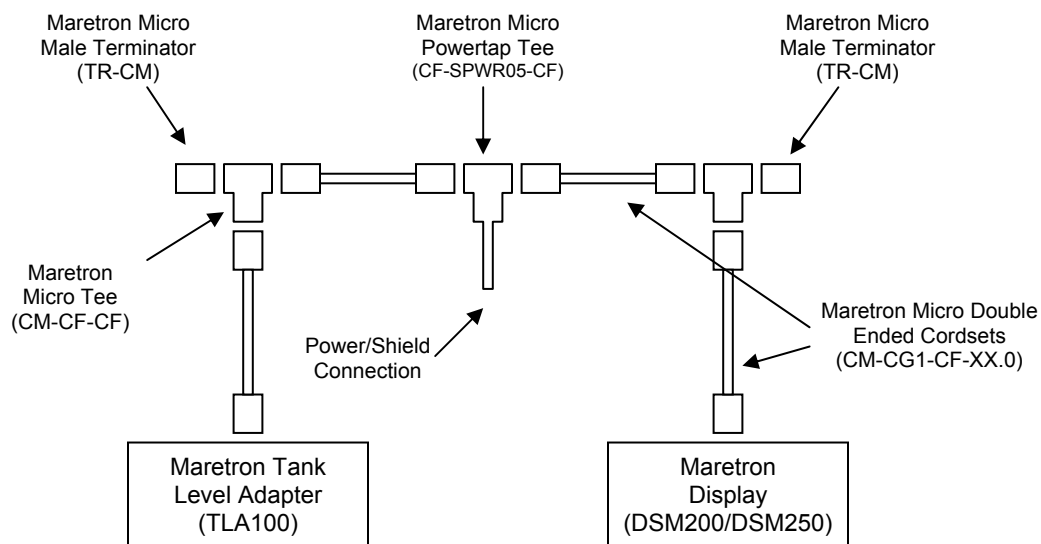 Maretron Micro
Male Terminator
(TR-CM)
Maretron Micro
Powertap Tee
(CF-SPWR05-CF)
Maretron Micro
Male Terminator
(TR-CM)
Maretron
Micro Tee
(CM-CF-CF)
Power/Shield
Connection
Maretron Micro Double
Ended Cordsets
(CM-CG1-CF-XX.0)
Maretron Tank
Level Adapter
(TLA100)
Maretron
Display
(DSM200/DSM250)